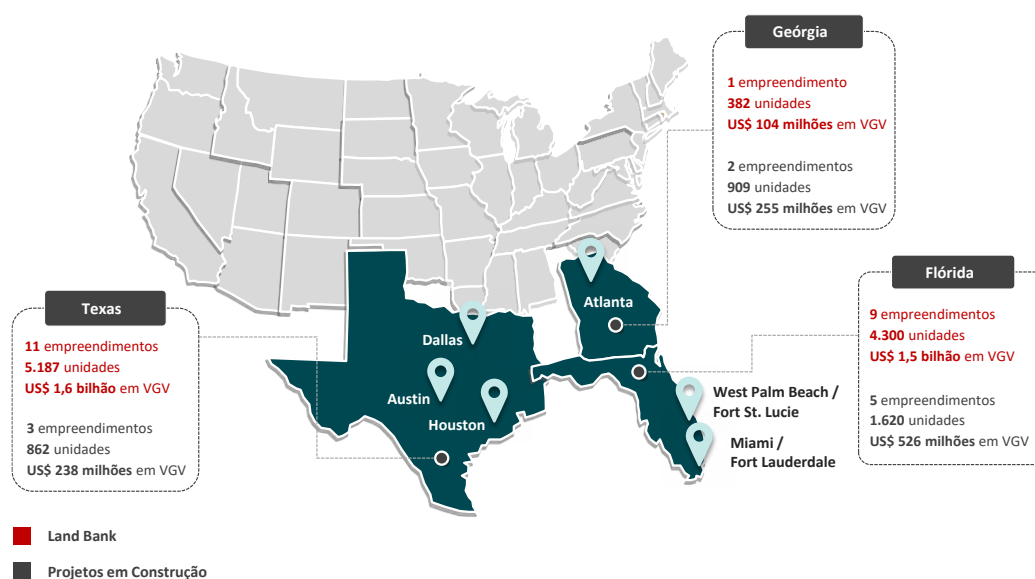 Geórgia
1 empreendimento
382 unidades
US$ 104 milhões em VGV
2 empreendimentos
909 unidades
US$ 255 milhões em VGV
Flórida
9 empreendimentos
4.300 unidades
US$ 1,5 bilhão em VGV
5 empreendimentos
1.620 unidades
US$ 526 milhões em VGV
Texas
11 empreendimentos
5.187 unidades
US$ 1,6 bilhão em VGV
3 empreendimentos
862 unidades
US$ 238 milhões em VGV
Atlanta
Dallas
Austin
Houston
West Palm Beach /
Fort St. Lucie
Miami /
Fort Lauderdale
Land Bank
Projetos em Construção